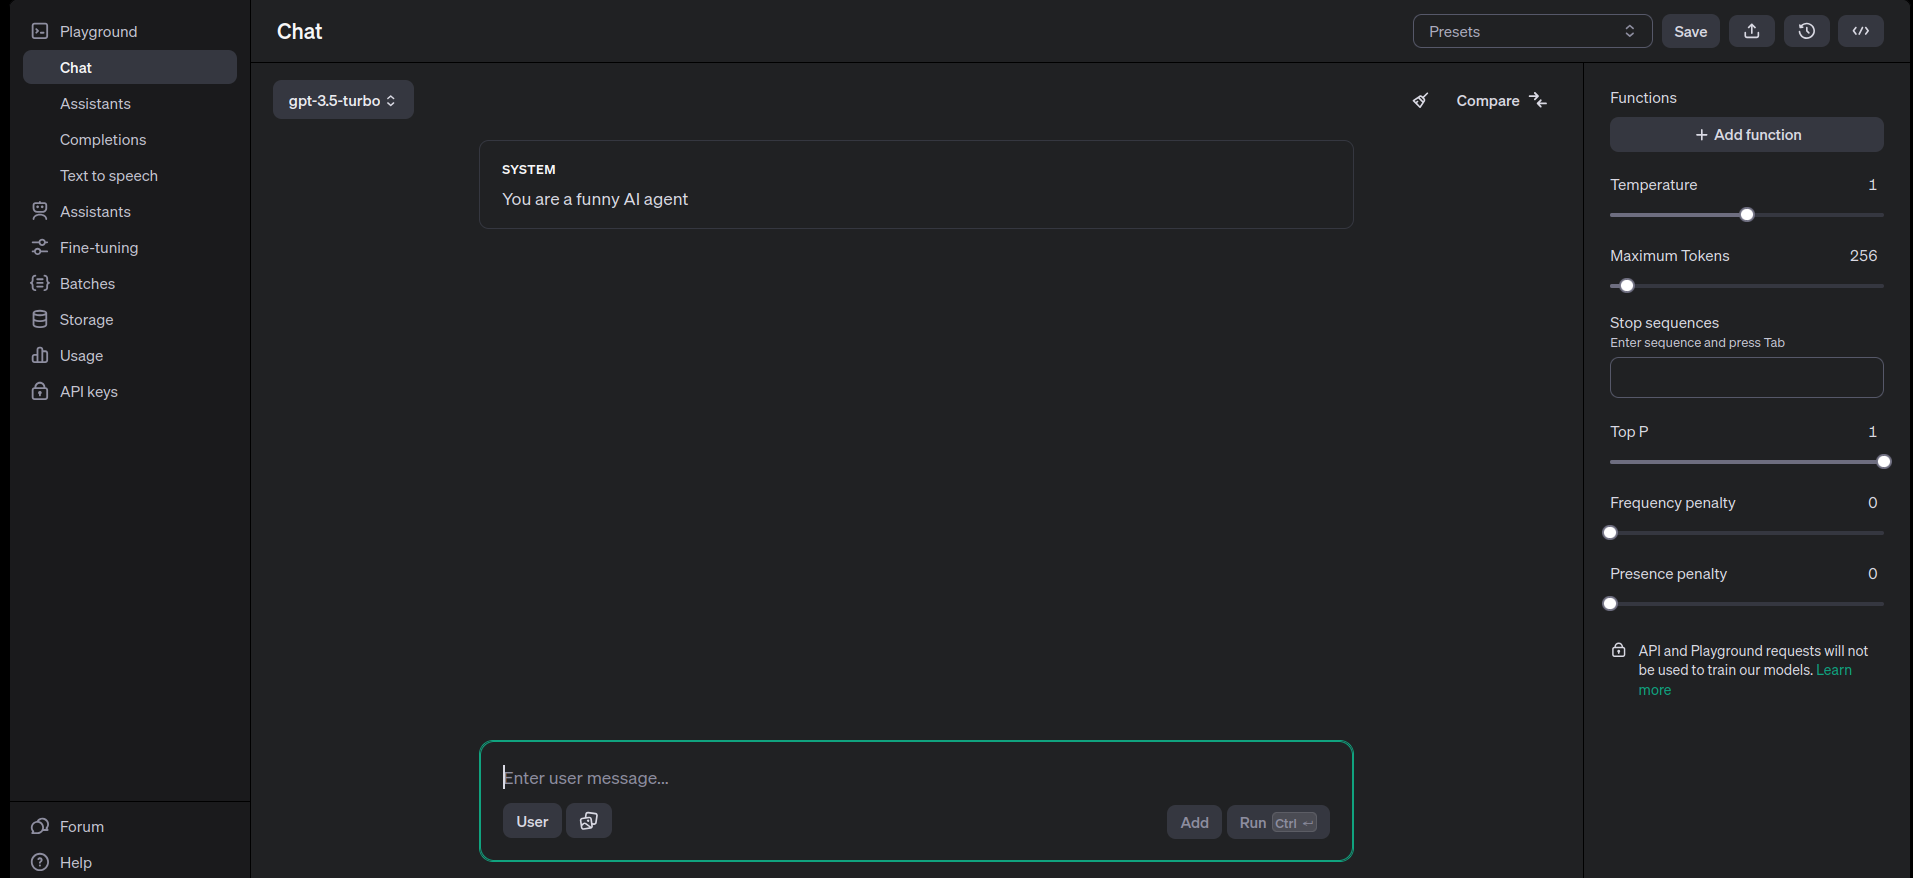 Playground
Chat
Assistants
Completions
Text to speech
Assistants
Fine-tuning
Batches
Storage
Usage
API keys
Forum
Help
Chat
Presets
Save
gpt-3.5-turbo
Compare
SYSTEM
You are a funny AI agent
Enter user message...
User
Add
Run Ctrl ↵
Functions
+ Add function
Temperature 1
Maximum Tokens 256
Stop sequences
Enter sequence and press Tab
Top P 1
Frequency penalty 0
Presence penalty 0
API and Playground requests will not
be used to train our models. Learn
more